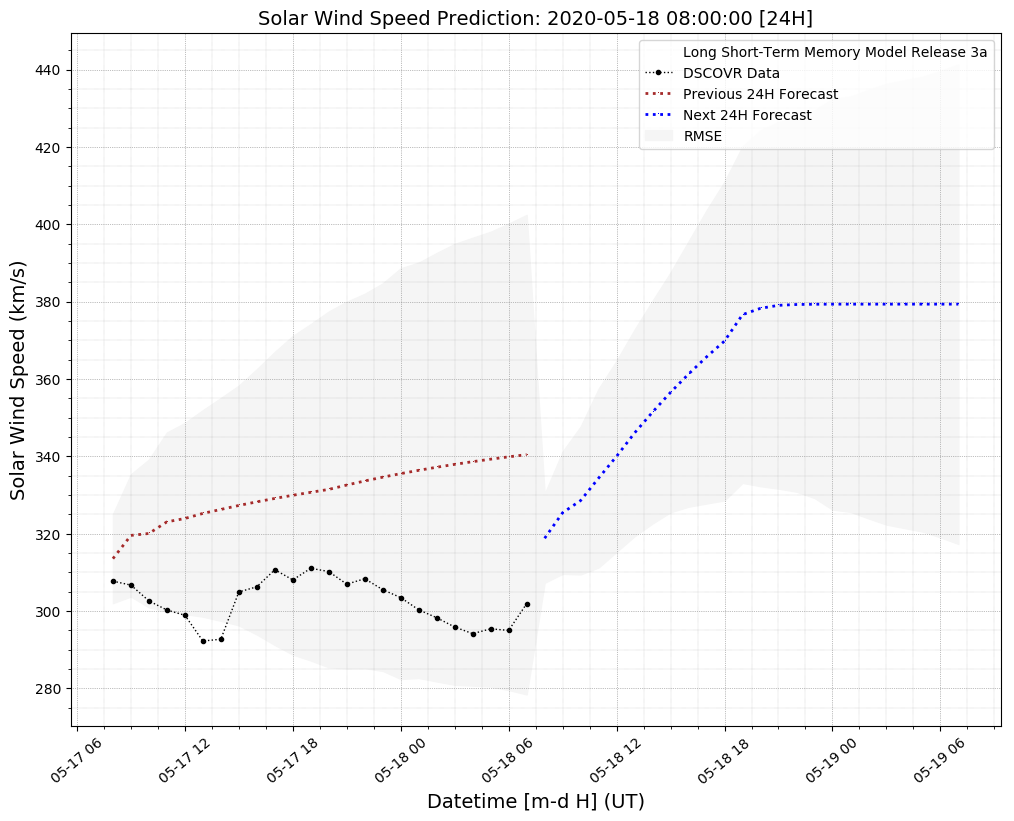 Solar Wind Speed Prediction: 2020-05-18 08:00:00 [24H]
Long Short-Term Memory Model Release 3a
DSCOVR Data
Previous 24H Forecast
Next 24H Forecast
RMSE
Solar Wind Speed (km/s)
440
420
400
380
360
340
320
300
280
05-17 06
05-17 12
05-17 18
05-18 00
05-18 06
05-18 12
05-18 18
05-19 00
05-19 06
Datetime [m-d H] (UT)